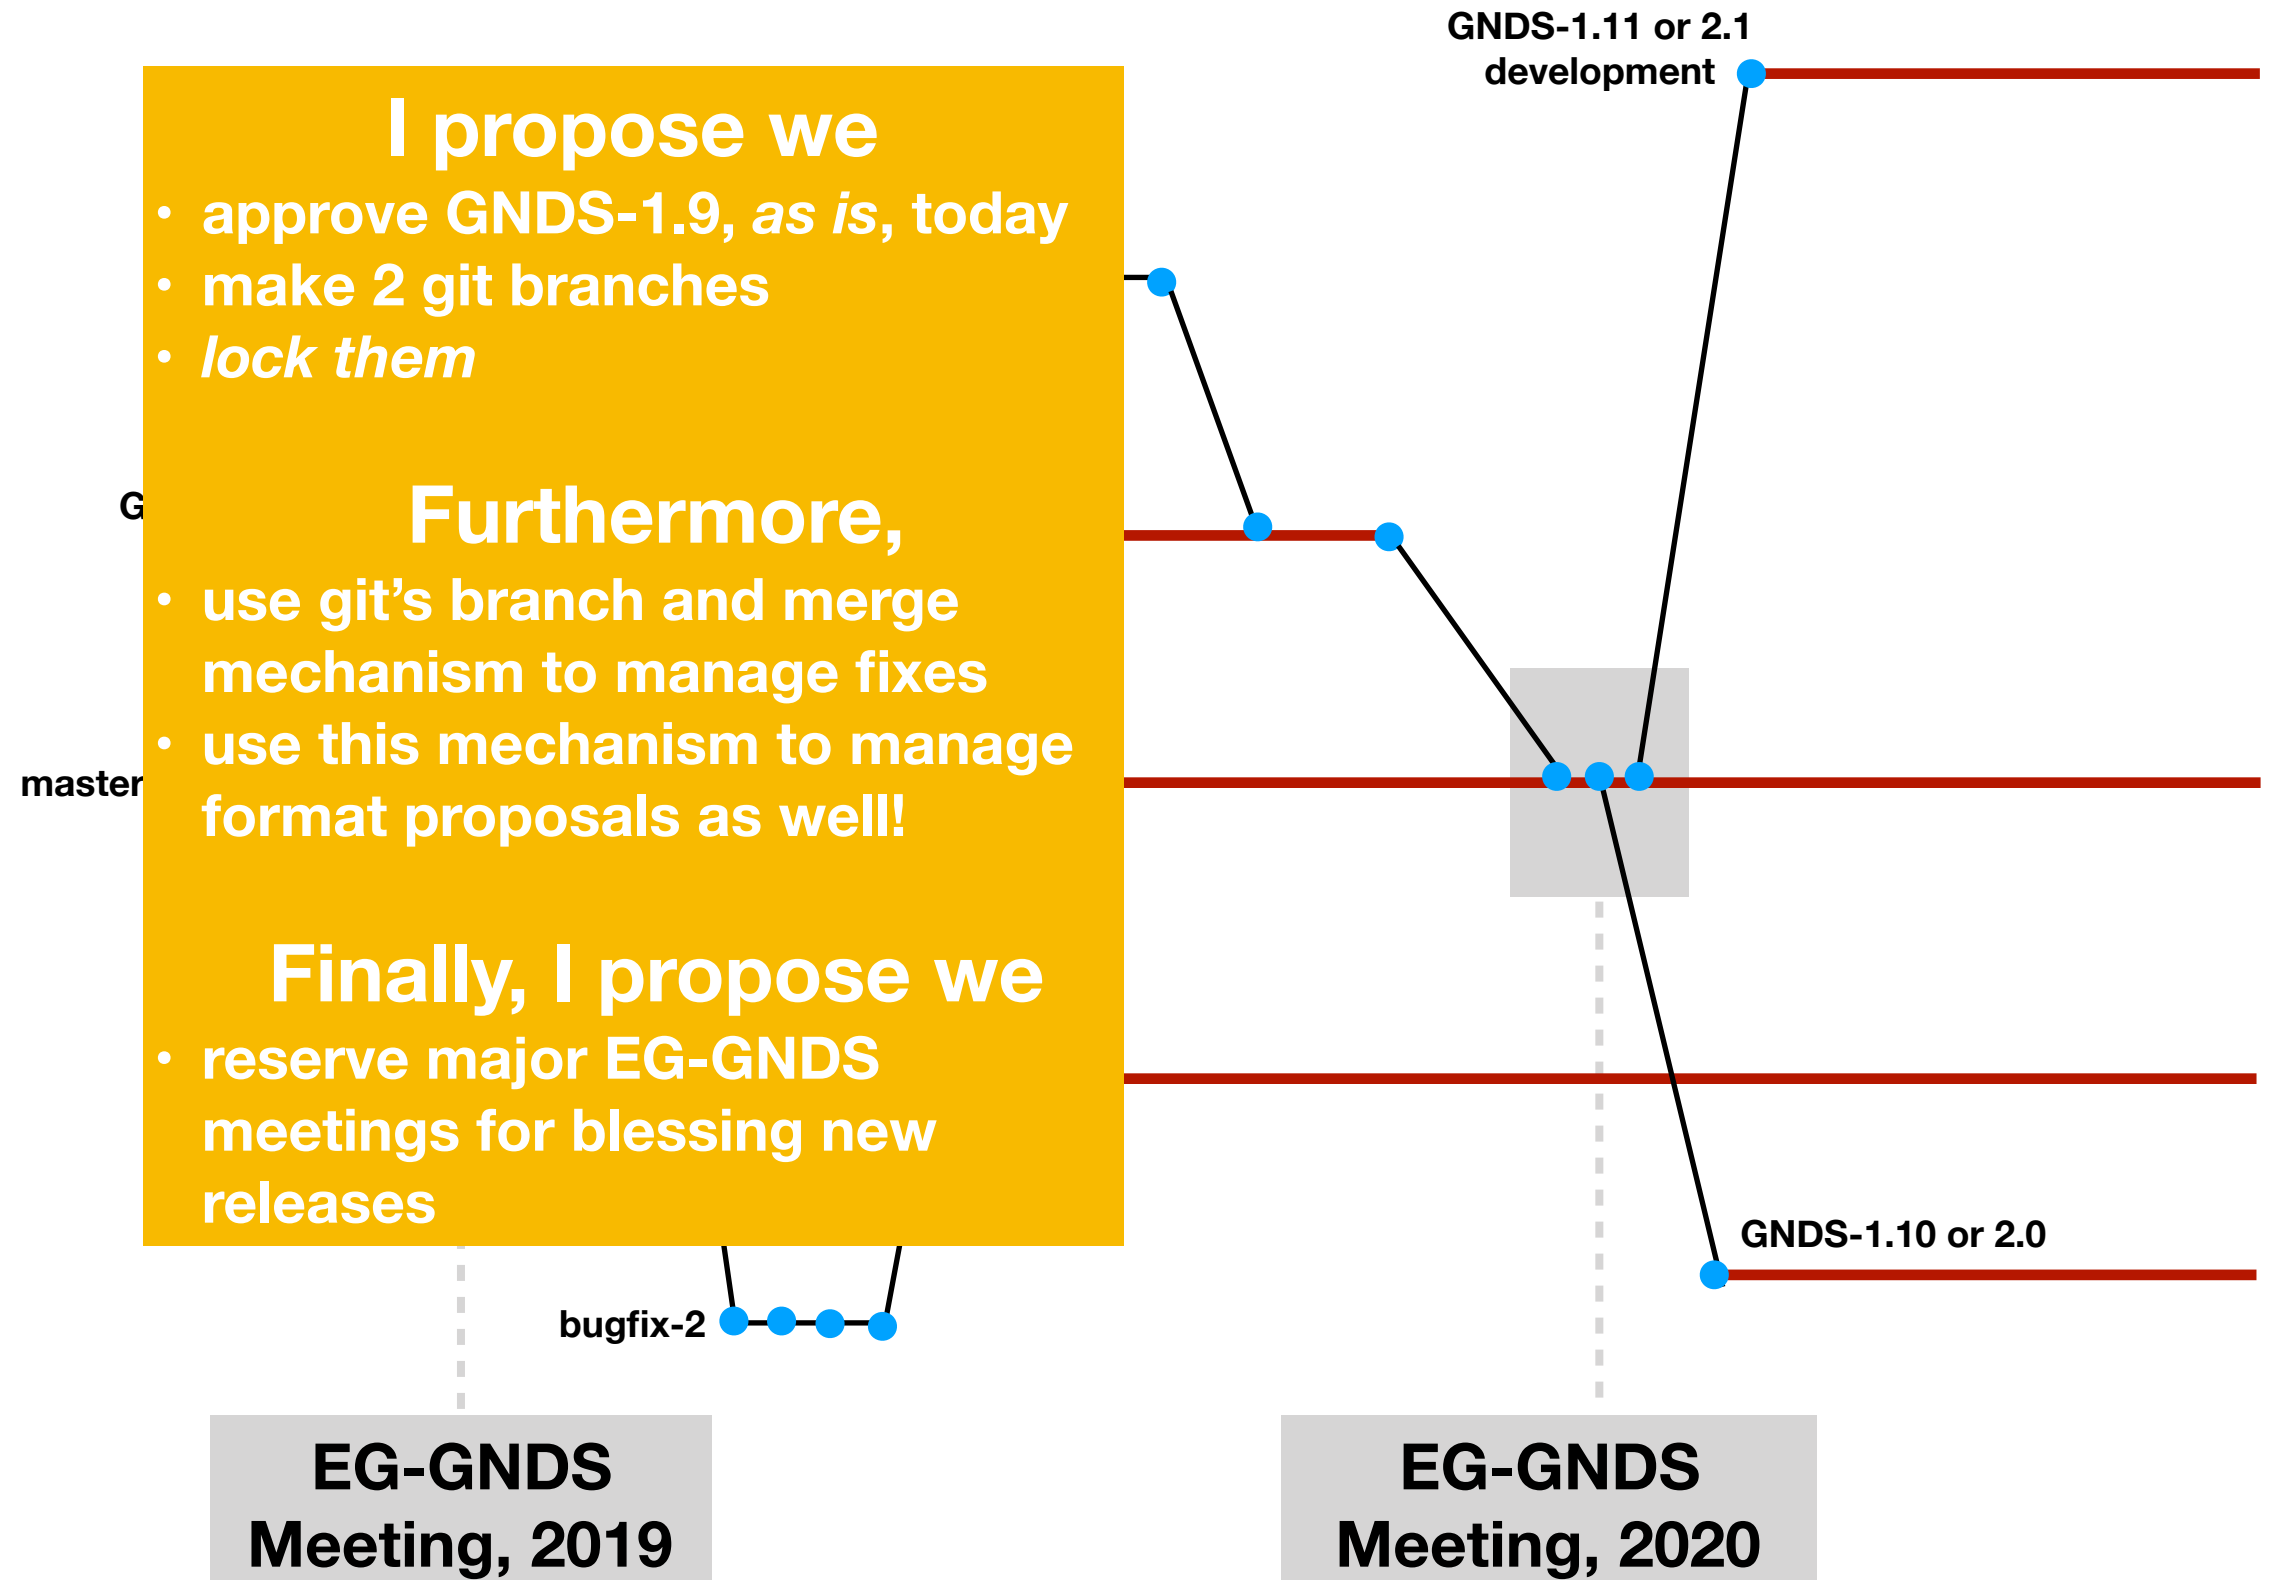 GNDS-1.11 or 2.1
development
I propose we
• approve GNDS-1.9, as is, today
• make 2 git branches
• lock them
G
Furthermore,
• use git’s branch and merge
mechanism to manage fixes
• use this mechanism to manage
format proposals as well!
master
Finally, I propose we
• reserve major EG-GNDS
meetings for blessing new
releases
GNDS-1.10 or 2.0
bugfix-2
EG-GNDS
Meeting, 2019
EG-GNDS
Meeting, 2020